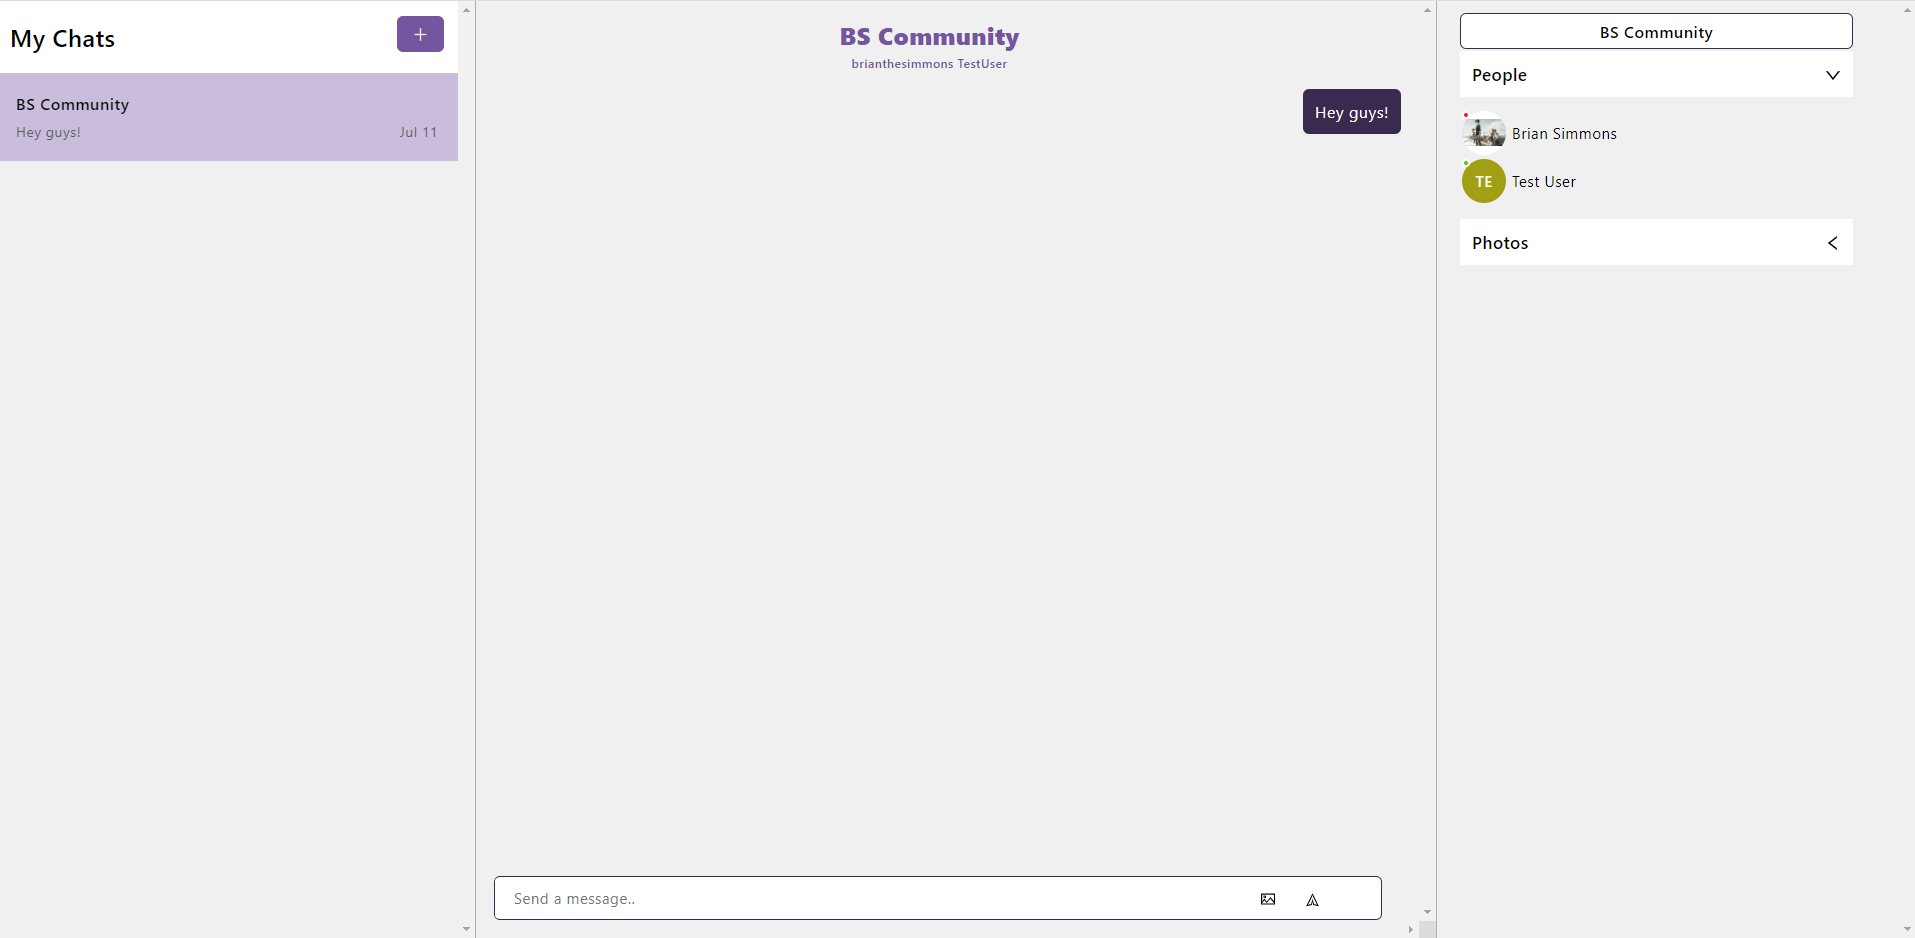 My Chats
+
BS Community
Hey guys!
Jul 11
BS Community
brianthesimmons TestUser
Hey guys!
Send a message..
BS Community
People
Brian Simmons
TE
Test User
Photos